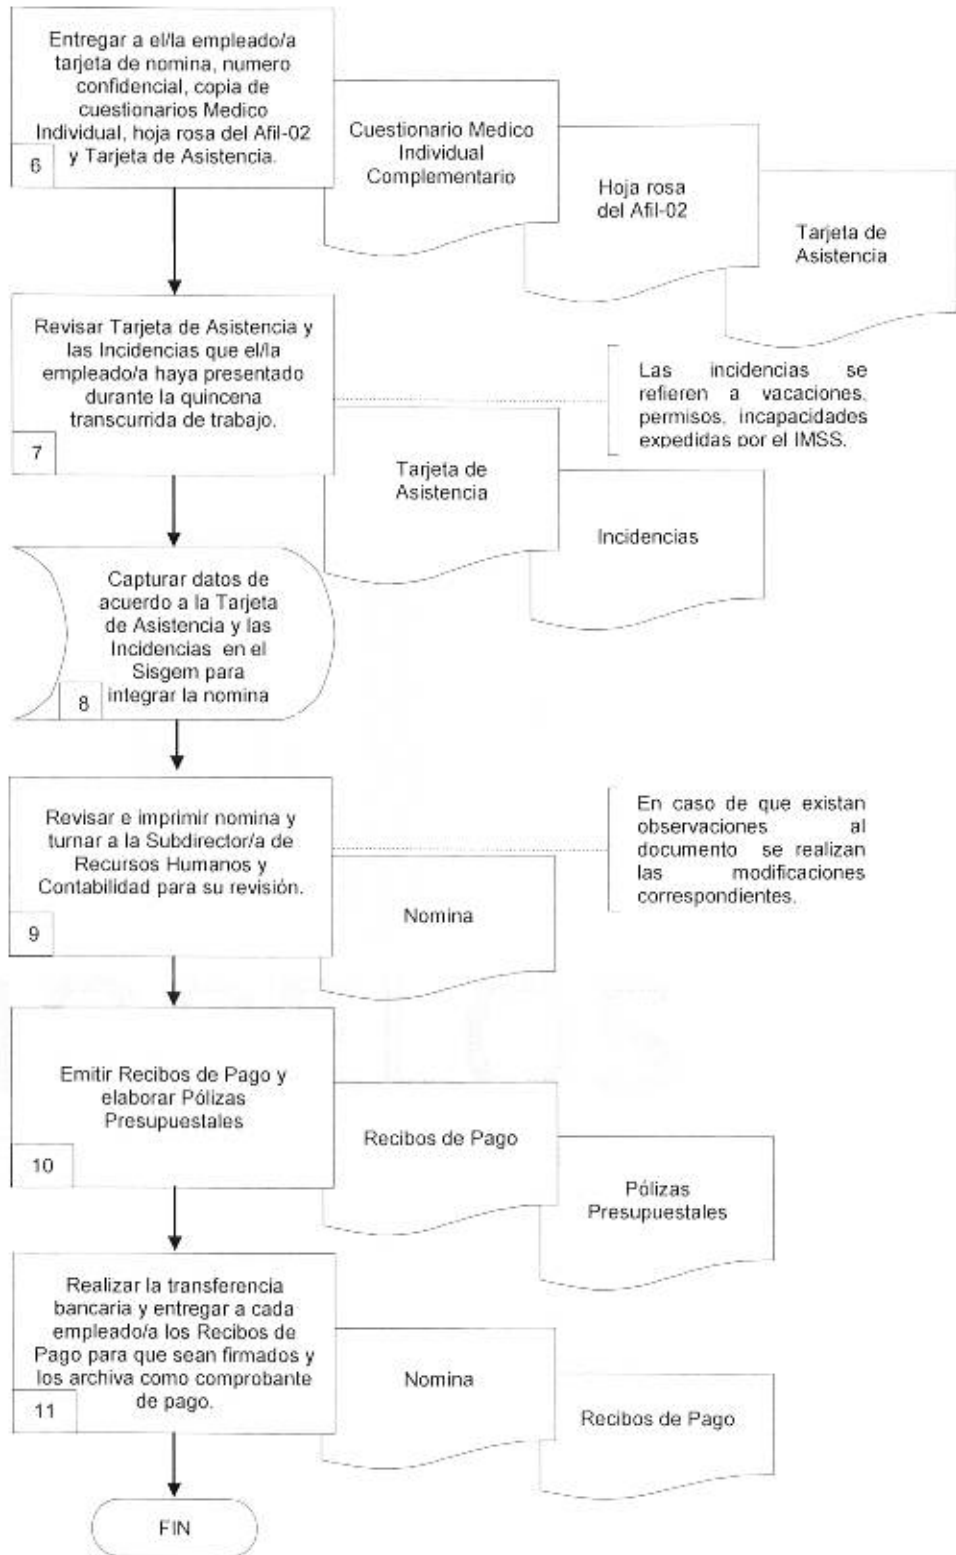 Entregar a el/la empleado/a
tarjeta de nomina, numero
confidencial, copia de
cuestionarios Medico
Individual, hoja rosa del Afil-02
y Tarjeta de Asistencia.
6
Cuestionario Medico
Individual
Complementario
Hoja rosa
del Afil-02
Tarjeta de
Asistencia
Revisar Tarjeta de Asistencia y
las Incidencias que el/la
empleado/a haya presentado
durante la quincena
transcurrida de trabajo.
7
Las incidencias se
refieren a vacaciones,
permisos, incapacidades
expedidas por el IMSS.
Tarjeta de
Asistencia
Incidencias
Capturar datos de
acuerdo a la Tarjeta
de Asistencia y las
Incidencias en el
Sisgem para
integrar la nomina
8
Revisar e imprimir nomina y
turnar a la Subdirector/a de
Recursos Humanos y
Contabilidad para su revisión.
9
En caso de que existan
observaciones al
documento se realizan
las modificaciones
correspondientes.
Nomina
Emitir Recibos de Pago y
elaborar Pólizas
Presupuestales
10
Recibos de Pago
Pólizas
Presupuestales
Realizar la transferencia
bancaria y entregar a cada
empleado/a los Recibos de
Pago para que sean firmados y
los archiva como comprobante
de pago.
11
Nomina
Recibos de Pago
FIN